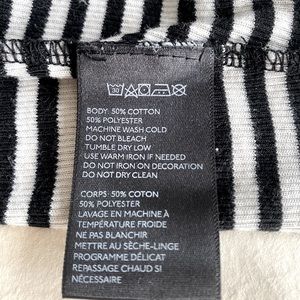 30
BODY: 50% COTTON
50% POLYESTER
MACHINE WASH COLD
DO NOT BLEACH
TUMBLE DRY LOW
USE WARM IRON IF NEEDED
DO NOT IRON ON DECORATION
DO NOT DRY CLEAN
CORPS: 50% COTON
50% POLYESTER
LAVAGE EN MACHINE À
TEMPÉRATURE FROIDE
NE PAS BLANCHIR
METTRE AU SÈCHE-LINGE
PROGRAMME DÉLICAT
REPASSAGE CHAUD SI
NÉCESSAIRE